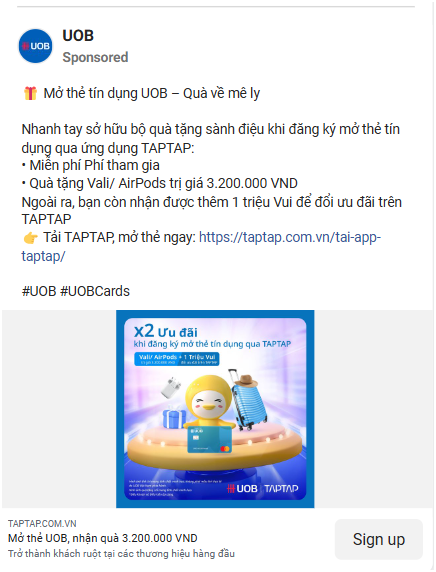 UOB
UOB
Sponsored
🎁 Mở thẻ tín dụng UOB – Quà về mê ly
Nhanh tay sở hữu bộ quà tặng sành điệu khi đăng ký mở thẻ tín
dụng qua ứng dụng TAPTAP:
• Miễn phí Phí tham gia
• Quà tặng Vali/ AirPods trị giá 3.200.000 VND
Ngoài ra, bạn còn nhận được thêm 1 triệu Vui để đổi ưu đãi trên
TAPTAP
👉 Tải TAPTAP, mở thẻ ngay: https://taptap.com.vn/tai-app-
taptap/
#UOB #UOBCards
x2 Ưu đãi
khi đăng ký mở thẻ tín dụng qua TAPTAP
Vali/ AirPods + 1 Triệu Vui
UOB TAPTAP
TAPTAP.COM.VN
Mở thẻ UOB, nhận quà 3.200.000 VND
Trở thành khách ruột tại các thương hiệu hàng đầu
Sign up